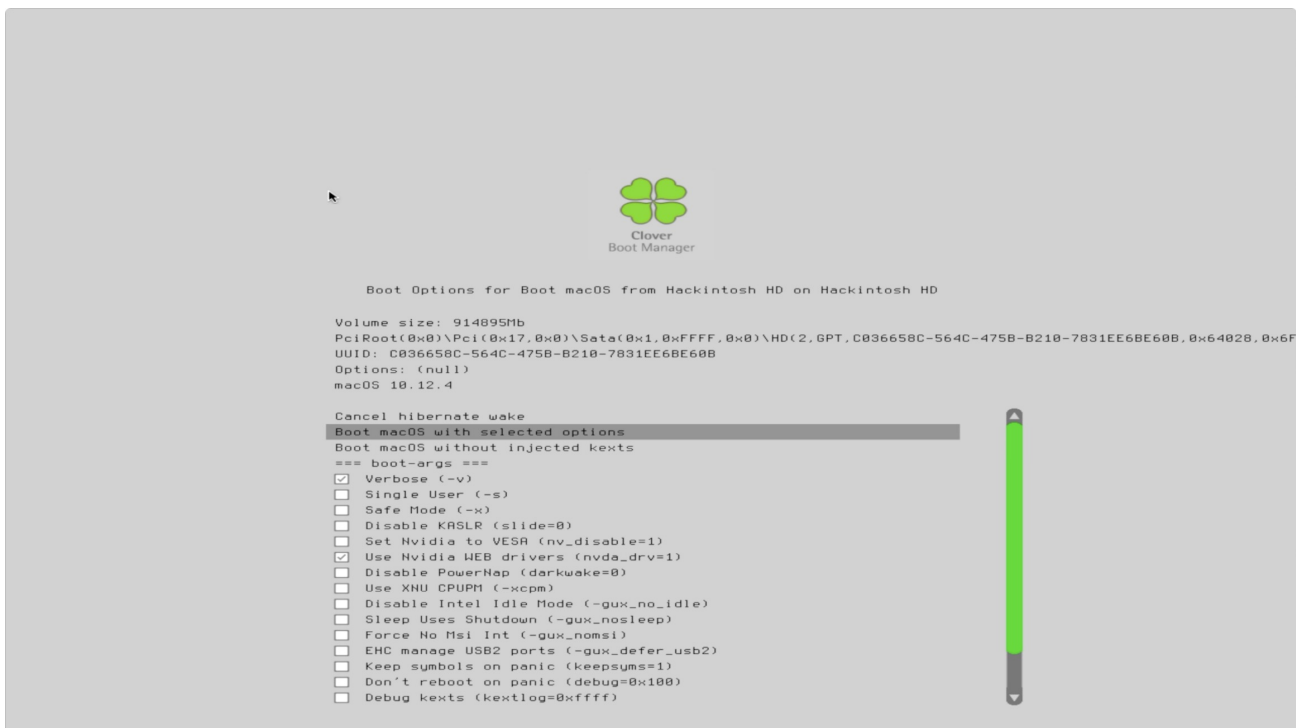 Clover
Boot Manager
Boot Options for Boot macOS from Hackintosh HD on Hackintosh HD
Volume size: 914895Mb
PciRoot(0x0)\Pci(0x17,0x0)\Sata(0x1,0xFFFF,0x0)\HD(2,GPT,C036658C-564C-475B-B210-7831EE6BE60B,0x64028,0x6F
UUID: C036658C-564C-475B-B210-7831EE6BE60B
Options: (null)
macOS 10.12.4
Cancel hibernate wake
Boot macOS with selected options
Boot macOS without injected kexts
=== boot-args ===
Verbose (-v)
Single User (-s)
Safe Mode (-x)
Disable KASLR (slide=0)
Set Nvidia to VESA (nv_disable=1)
Use Nvidia WEB drivers (nvda_drv=1)
Disable PowerNap (darkwake=0)
Use XNU CPUPM (-xcpm)
Disable Intel Idle Mode (-gux_no_idle)
Sleep Uses Shutdown (-gux_nosleep)
Force No Msi Int (-gux_nomsi)
EHC manage USB2 ports (-gux_defer_usb2)
Keep symbols on panic (keepsyms=1)
Don't reboot on panic (debug=0x100)
Debug kexts (kextlog=0xffff)